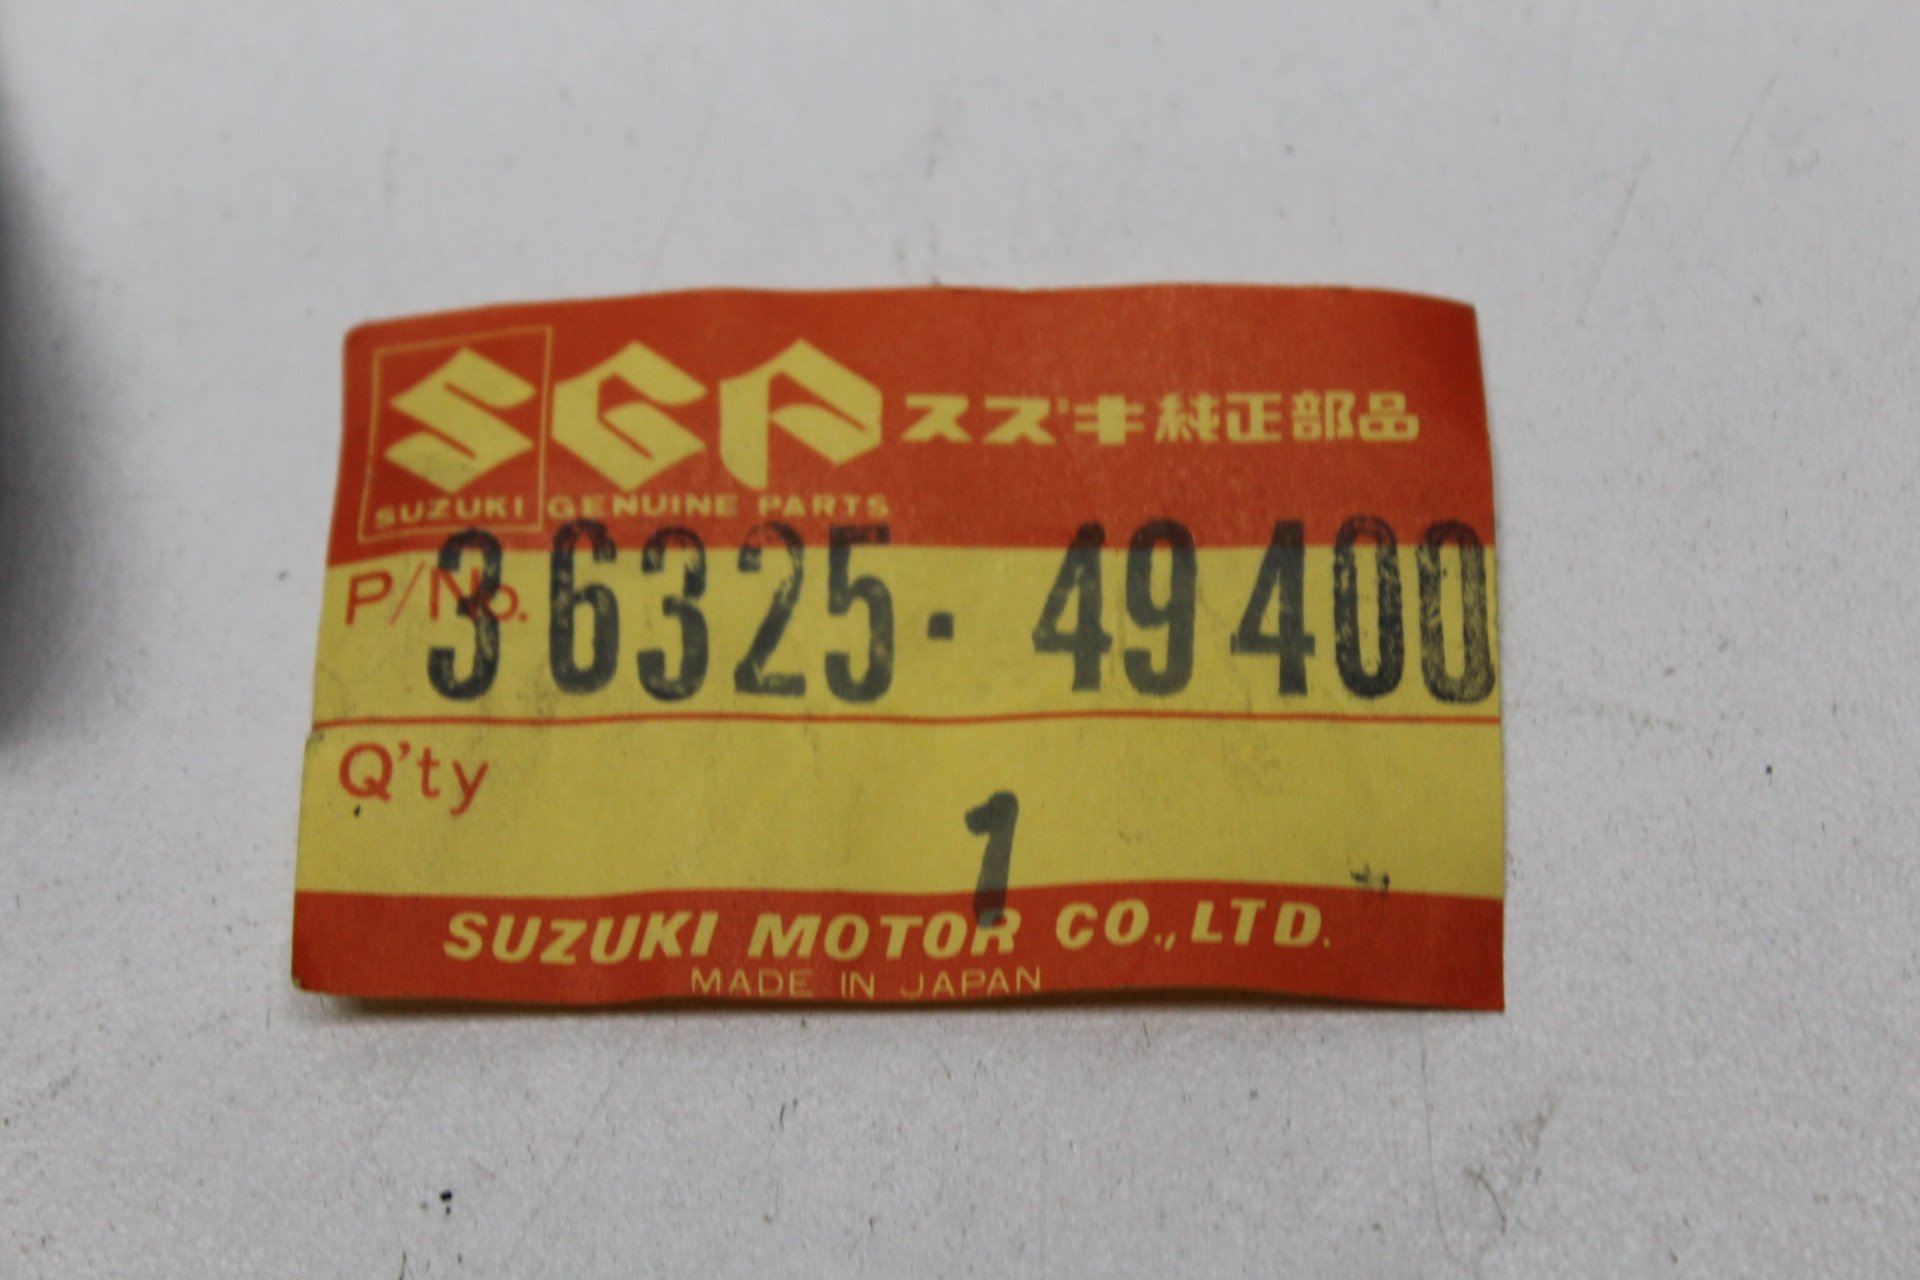 SGP スズキ純正部品
SUZUKI GENUINE PARTS
P/No. 36325-49400
Q'ty 1
SUZUKI MOTOR CO., LTD.
MADE IN JAPAN